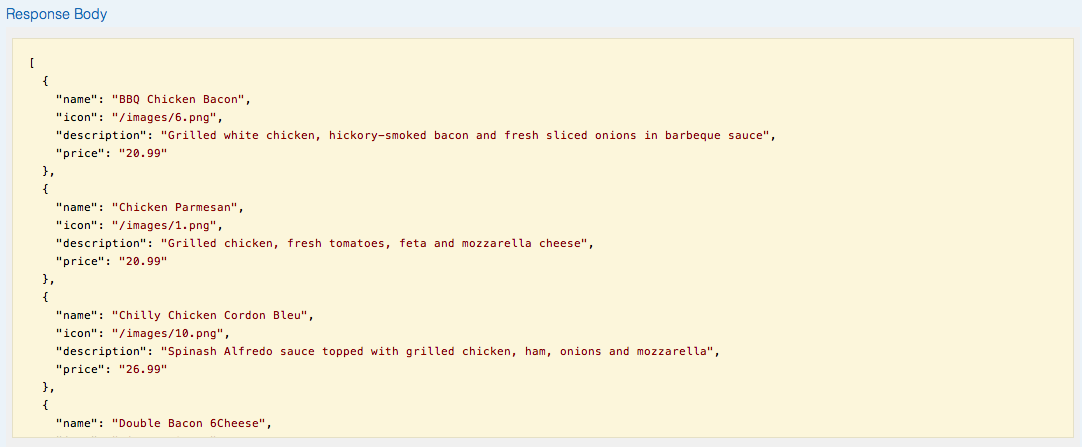 Response Body
[
  {
    "name": "BBQ Chicken Bacon",
    "icon": "/images/6.png",
    "description": "Grilled white chicken, hickory-smoked bacon and fresh sliced onions in barbeque sauce",
    "price": "20.99"
  },
  {
    "name": "Chicken Parmesan",
    "icon": "/images/1.png",
    "description": "Grilled chicken, fresh tomatoes, feta and mozzarella cheese",
    "price": "20.99"
  },
  {
    "name": "Chilly Chicken Cordon Bleu",
    "icon": "/images/10.png",
    "description": "Spinash Alfredo sauce topped with grilled chicken, ham, onions and mozzarella",
    "price": "26.99"
  },
  {
    "name": "Double Bacon 6Cheese",